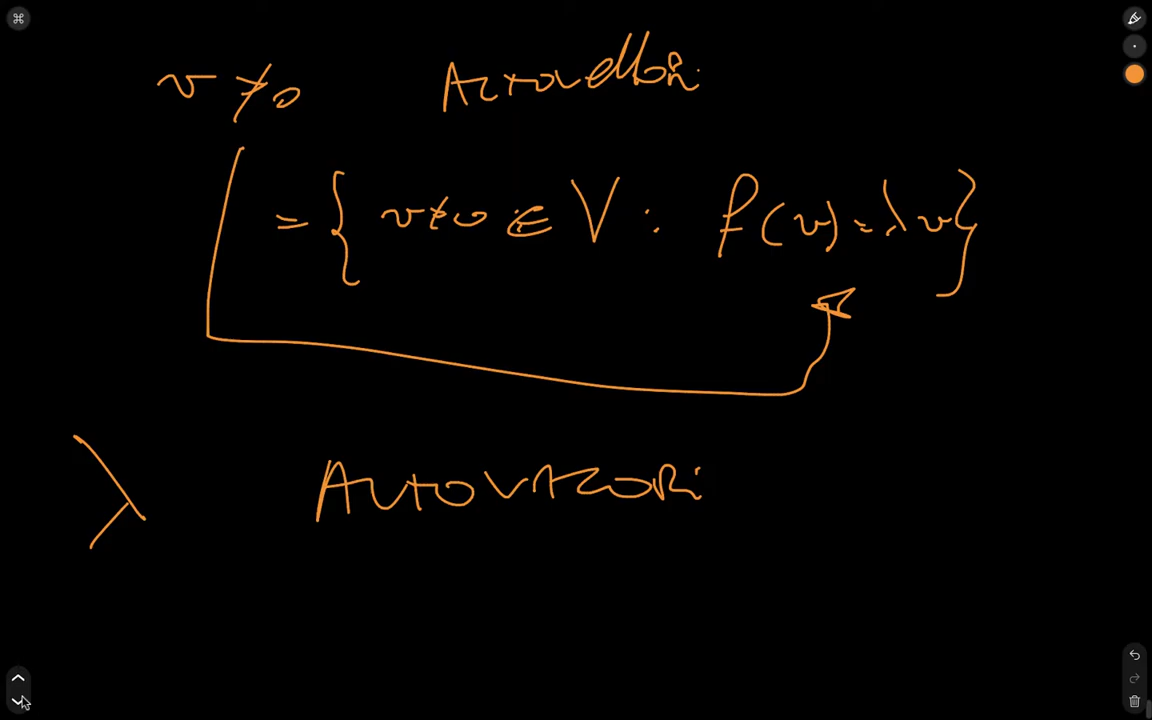 v ≠ 0 Autovettori
= { v ≠ 0 ∈ V : f(v) = λv }
λ AUTOVALORI